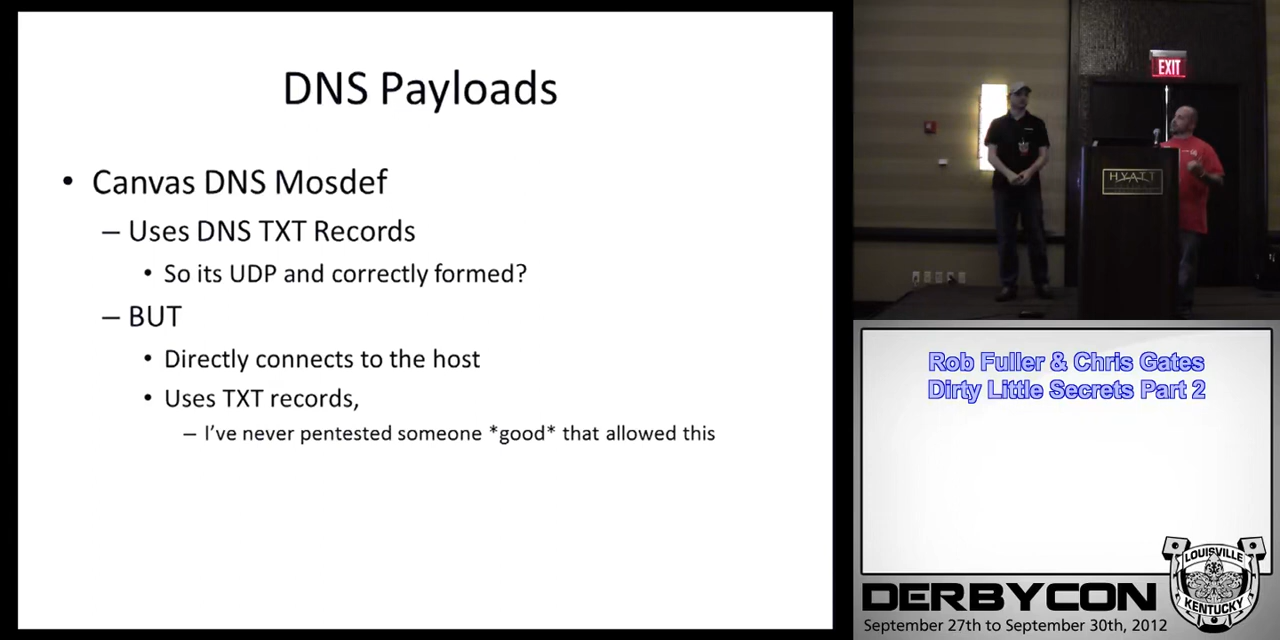 DNS Payloads
• Canvas DNS Mosdef
– Uses DNS TXT Records
• So its UDP and correctly formed?
– BUT
• Directly connects to the host
• Uses TXT records,
– I've never pentested someone *good* that allowed this
EXIT
HYATT
Rob Fuller & Chris Gates
Dirty Little Secrets Part 2
LOUISVILLE
KENTUCKY
DERBYCON
September 27th to September 30th, 2012